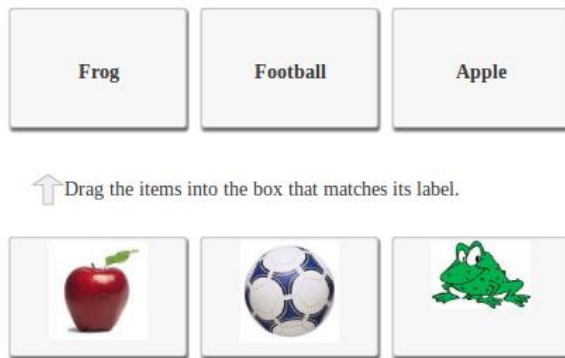 Frog Football Apple
Drag the items into the box that matches its label.